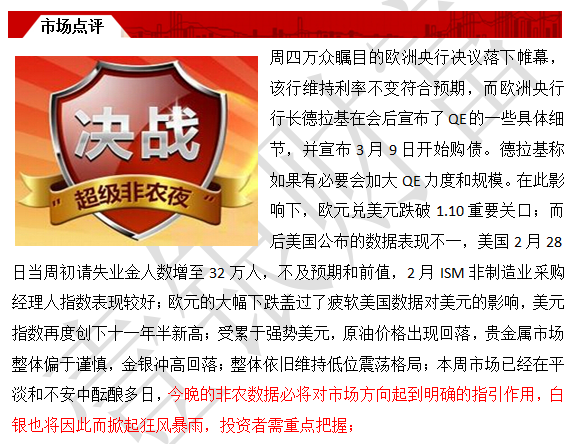 市场点评
周四万众瞩目的欧洲央行决议落下帷幕，
该行维持利率不变符合预期，而欧洲央行
行长德拉基在会后宣布了 QE 的一些具体细
节，并宣布 3 月 9 日开始购债。德拉基称
如果有必要会加大 QE 力度和规模。在此影
响下，欧元兑美元跌破 1.10 重要关口；而
后美国公布的数据表现不一，美国 2 月 28
日当周初请失业金人数增至 32 万人，不及预期和前值，2 月 ISM 非制造业采购
经理人指数表现较好；欧元的大幅下跌盖过了疲软美国数据对美元的影响，美元
指数再度创下十一年半新高；受累于强势美元，原油价格出现回落，贵金属市场
整体偏于谨慎，金银冲高回落；整体依旧维持低位震荡格局；本周市场已经在平
淡和不安中酝酿多日，今晚的非农数据必将对市场方向起到明确的指引作用，白
银也将因此而掀起狂风暴雨，投资者需重点把握；
决战
"超级非农夜"